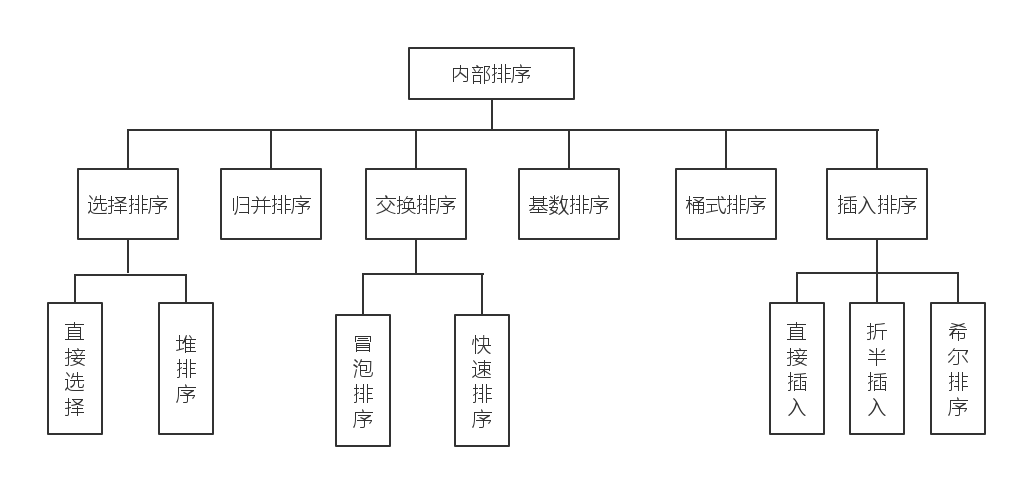 内部排序
选择排序
归并排序
交换排序
基数排序
桶式排序
插入排序
直接选择
堆排序
冒泡排序
快速排序
直接插入
折半插入
希尔排序